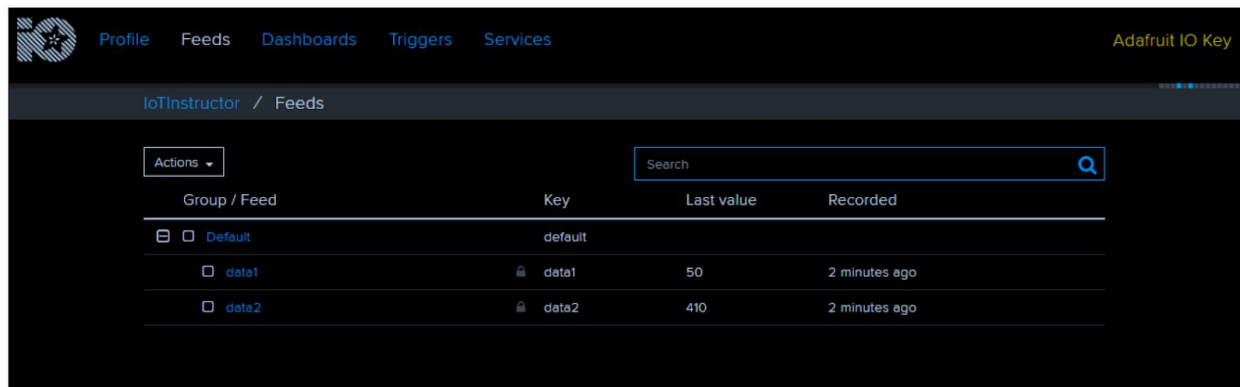 iO Profile Feeds Dashboards Triggers Services Adafruit IO Key
IoTInstructor / Feeds
Actions Search
Group / Feed Key Last value Recorded
Default default
data1 data1 50 2 minutes ago
data2 data2 410 2 minutes ago